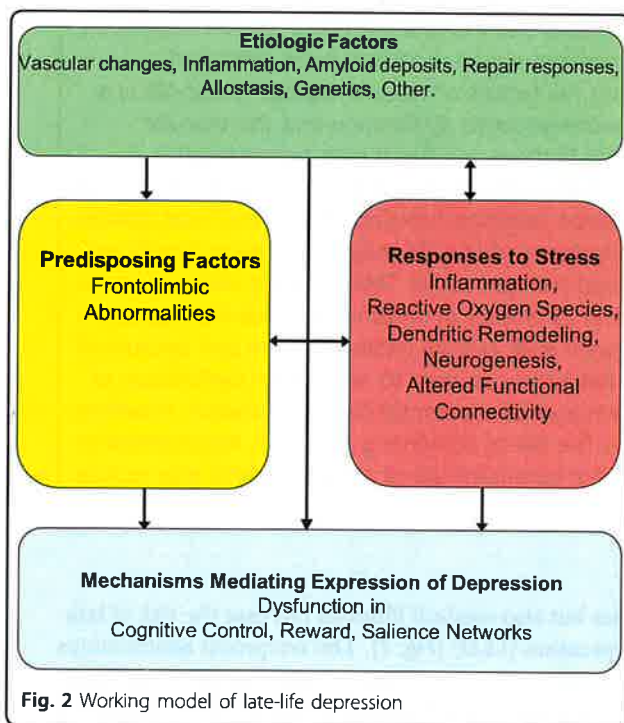 Etiologic Factors
Vascular changes, Inflammation, Amyloid deposits, Repair responses,
Allostasis, Genetics, Other.
Predisposing Factors
Frontolimbic
Abnormalities
Responses to Stress
Inflammation,
Reactive Oxygen Species,
Dendritic Remodeling,
Neurogenesis,
Altered Functional
Connectivity
Mechanisms Mediating Expression of Depression
Dysfunction in
Cognitive Control, Reward, Salience Networks
Fig. 2 Working model of late-life depression